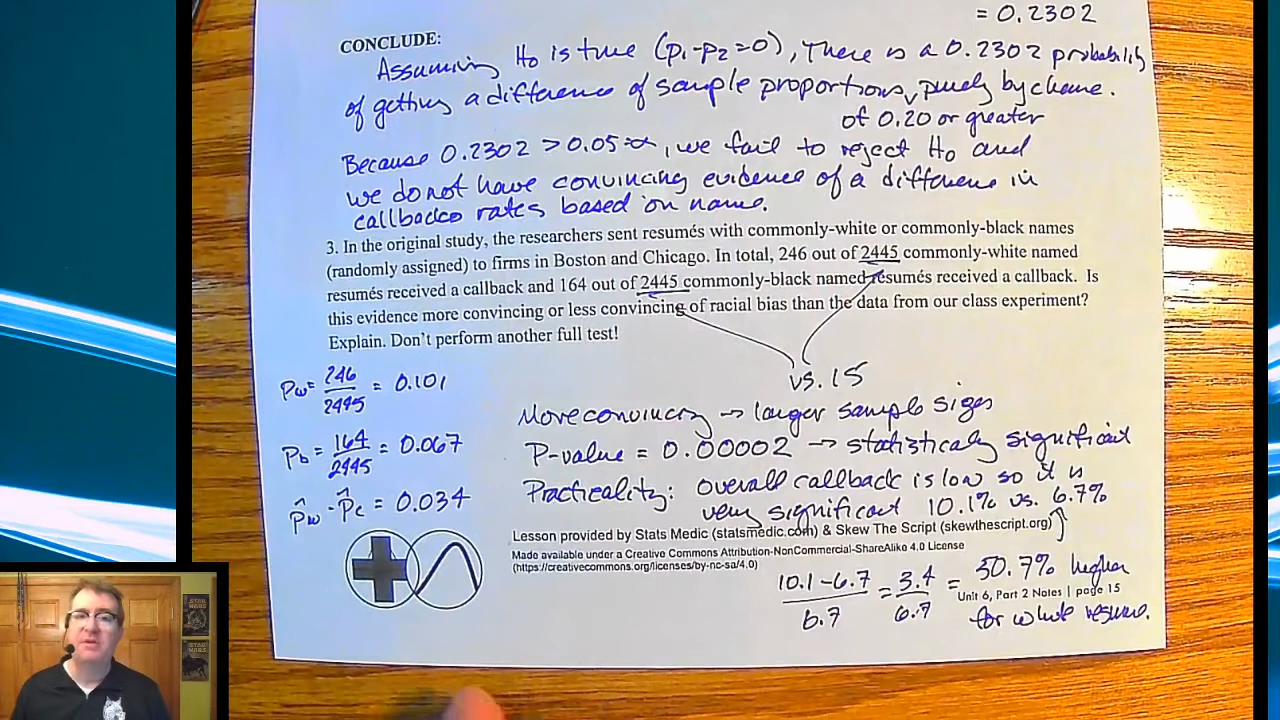 = 0.2302
CONCLUDE:
Assuming H0 is true (p1-p2=0), There is a 0.2302 probability
of getting a difference of sample proportions, purely by chance.
of 0.20 or greater
Because 0.2302 > 0.05=α, we fail to reject H0 and
we do not have convincing evidence of a difference in
callbacks rates based on name.
3. In the original study, the researchers sent resumés with commonly-white or commonly-black names
(randomly assigned) to firms in Boston and Chicago. In total, 246 out of 2445 commonly-white named
resumés received a callback and 164 out of 2445 commonly-black named resumés received a callback. Is
this evidence more convincing or less convincing of racial bias than the data from our class experiment?
Explain. Don't perform another full test!
vs. 15
Pw = 246/2445 = 0.101
More convincing → larger sample sizes
Pb = 164/2445 = 0.067
P-value = 0.00002 → statistically significant
Practicality: overall callback is low so it is
very significant 10.1% vs. 6.7%
p̂w - p̂c = 0.034
Lesson provided by Stats Medic (statsmedic.com) & Skew The Script (skewthescript.org)
Made available under a Creative Commons Attribution-NonCommercial-ShareAlike 4.0 License
(https://creativecommons.org/licenses/by-nc-sa/4.0)
10.1-6.7/6.7 = 3.4/6.7 = 50.7% higher
Unit 6, Part 2 Notes | page 15
for white resume.
STAR WARS
STAR WARS